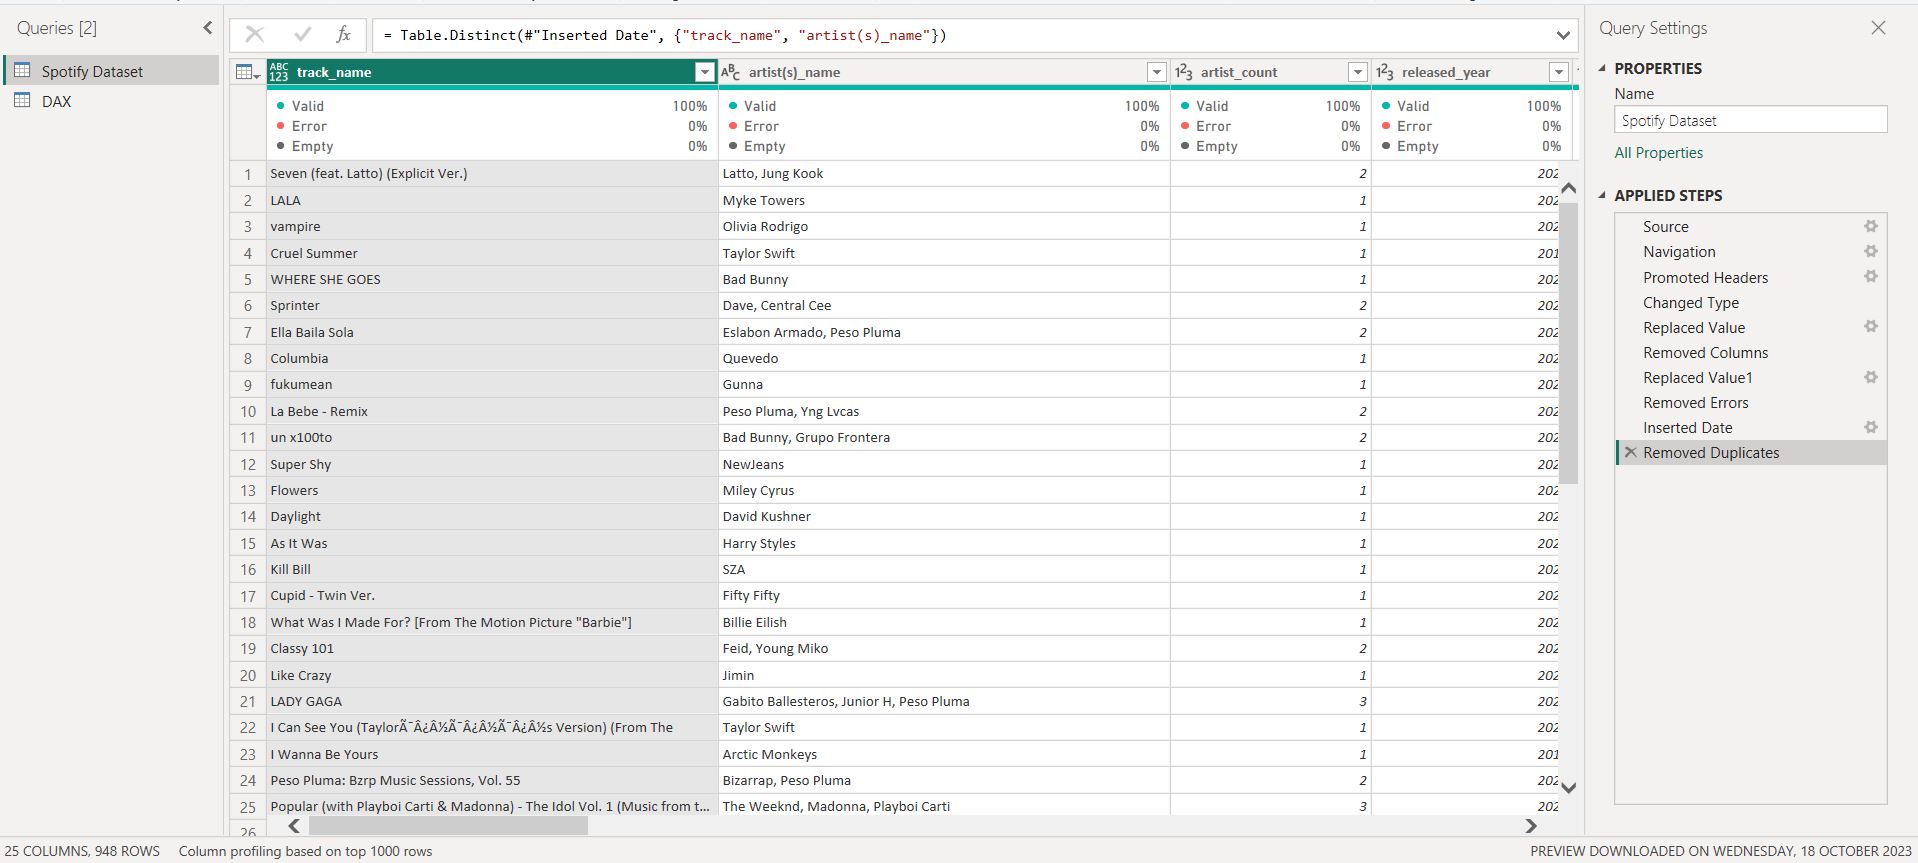 Queries [2]
Spotify Dataset
DAX
fx = Table.Distinct(#"Inserted Date", {"track_name", "artist(s)_name"})
ABC 123 track_name ABC artist(s)_name 123 artist_count 123 released_year
Valid 100% Valid 100% Valid 100% Valid 100%
Error 0% Error 0% Error 0% Error 0%
Empty 0% Empty 0% Empty 0% Empty 0%
1 Seven (feat. Latto) (Explicit Ver.) Latto, Jung Kook 2 202
2 LALA Myke Towers 1 202
3 vampire Olivia Rodrigo 1 202
4 Cruel Summer Taylor Swift 1 201
5 WHERE SHE GOES Bad Bunny 1 202
6 Sprinter Dave, Central Cee 2 202
7 Ella Baila Sola Eslabon Armado, Peso Pluma 2 202
8 Columbia Quevedo 1 202
9 fukumean Gunna 1 202
10 La Bebe - Remix Peso Pluma, Yng Lvcas 2 202
11 un x100to Bad Bunny, Grupo Frontera 2 202
12 Super Shy NewJeans 1 202
13 Flowers Miley Cyrus 1 202
14 Daylight David Kushner 1 202
15 As It Was Harry Styles 1 202
16 Kill Bill SZA 1 202
17 Cupid - Twin Ver. Fifty Fifty 1 202
18 What Was I Made For? [From The Motion Picture "Barbie"] Billie Eilish 1 202
19 Classy 101 Feid, Young Miko 2 202
20 Like Crazy Jimin 1 202
21 LADY GAGA Gabito Ballesteros, Junior H, Peso Pluma 3 202
22 I Can See You (TaylorÃ¯Â¿Â½Ã¯Â¿Â½Ã¯Â¿Â½s Version) (From The Taylor Swift 1 202
23 I Wanna Be Yours Arctic Monkeys 1 201
24 Peso Pluma: Bzrp Music Sessions, Vol. 55 Bizarrap, Peso Pluma 2 202
25 Popular (with Playboi Carti & Madonna) - The Idol Vol. 1 (Music from t... The Weeknd, Madonna, Playboi Carti 3 202
26
25 COLUMNS, 948 ROWS Column profiling based on top 1000 rows
Query Settings
PROPERTIES
Name
Spotify Dataset
All Properties
APPLIED STEPS
Source
Navigation
Promoted Headers
Changed Type
Replaced Value
Removed Columns
Replaced Value1
Removed Errors
Inserted Date
Removed Duplicates
PREVIEW DOWNLOADED ON WEDNESDAY, 18 OCTOBER 2023